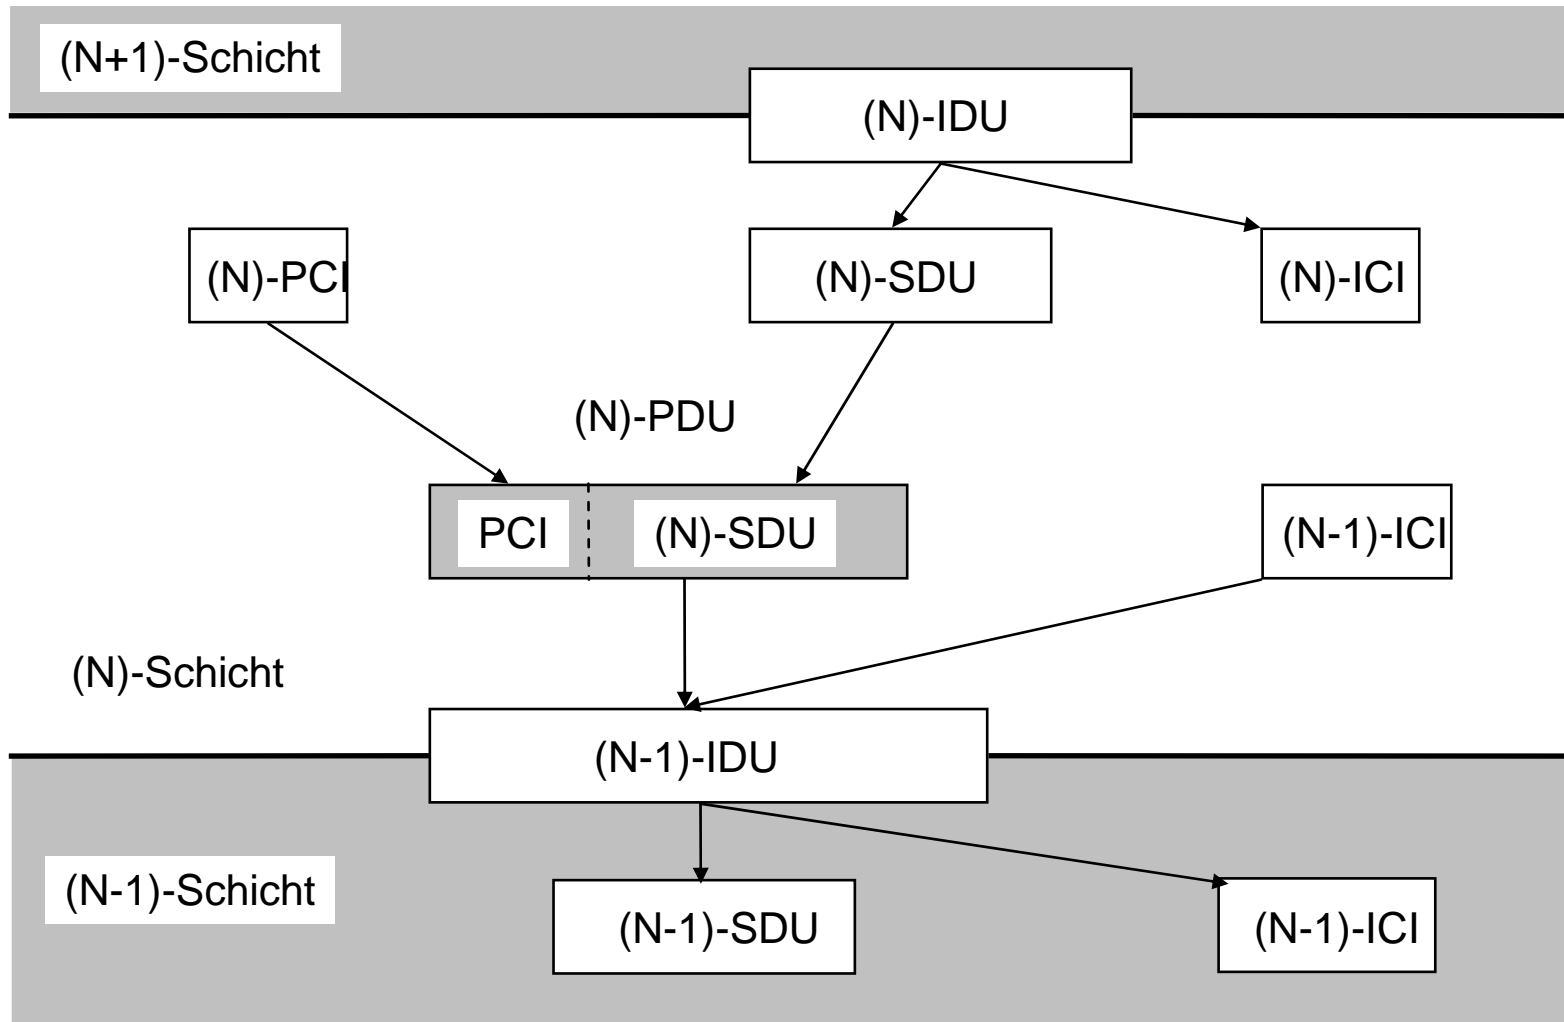 (N+1)-Schicht
(N)-IDU
(N)-PCI
(N)-SDU
(N)-ICI
(N)-PDU
PCI
(N)-SDU
(N-1)-ICI
(N)-Schicht
(N-1)-IDU
(N-1)-Schicht
(N-1)-SDU
(N-1)-ICI